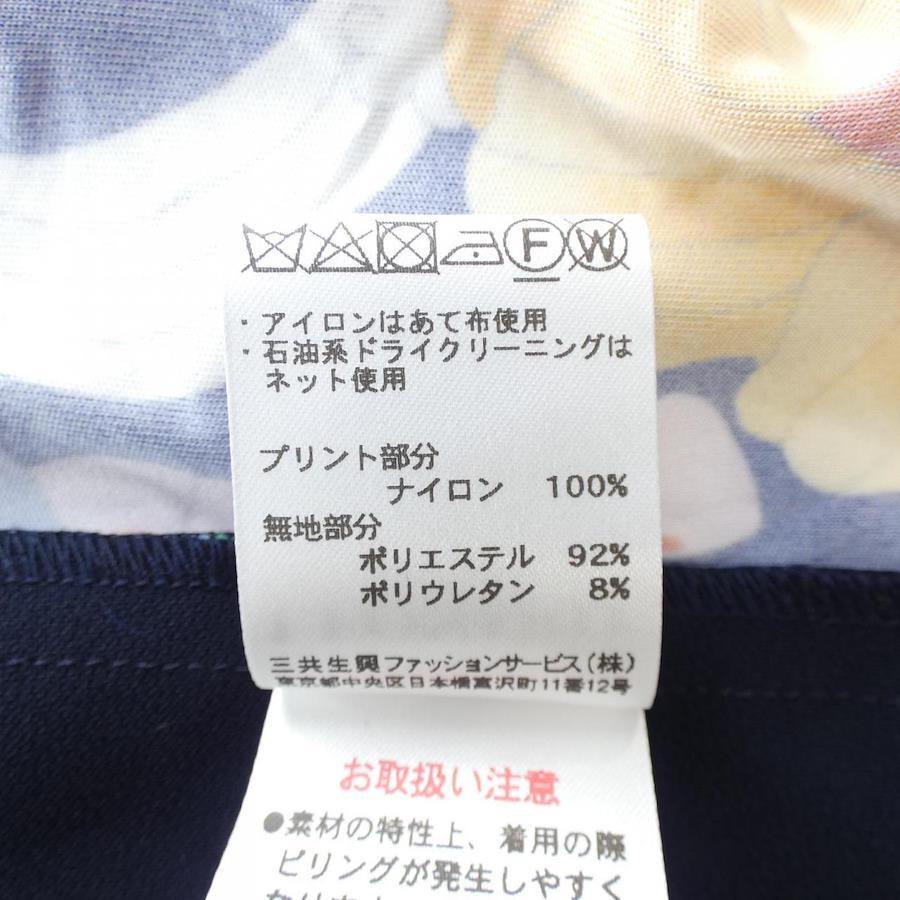 F W
・アイロンはあて布使用
・石油系ドライクリーニングは
ネット使用
プリント部分
ナイロン 100%
無地部分
ポリエステル 92%
ポリウレタン 8%
三共生興ファッションサービス(株)
東京都中央区日本橋富沢町11番12号
お取扱い注意
●素材の特性上、着用の際
ピリングが発生しやすく
なります